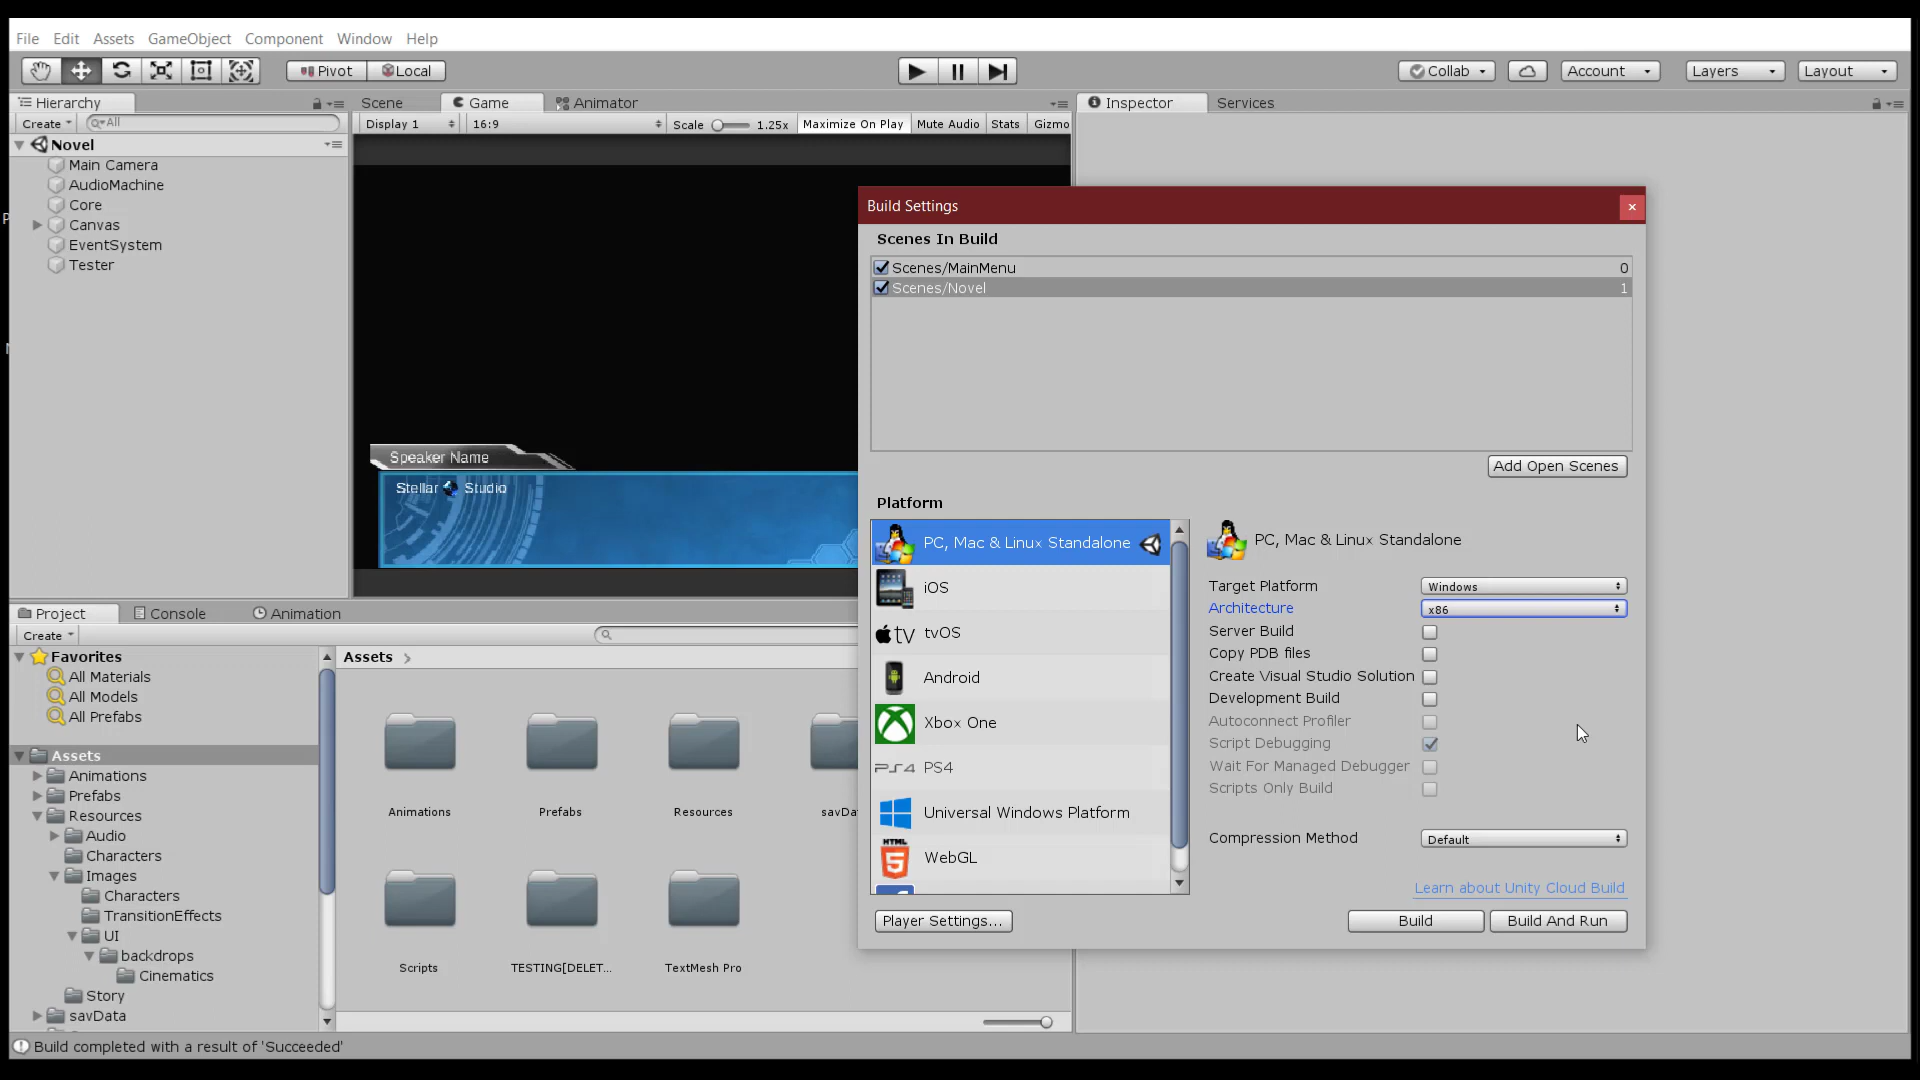 File Edit Assets GameObject Component Window Help
Pivot Local Collab Account Layers Layout
Hierarchy Scene Game Animator Inspector Services
Create All Display 1 16:9 Scale 1.25x Maximize On Play Mute Audio Stats Gizmo
Novel
Main Camera
AudioMachine
Core
Canvas
EventSystem
Tester
Speaker Name
Stellar Studio
Build Settings
Scenes In Build
Scenes/MainMenu 0
Scenes/Novel 1
Add Open Scenes
Platform
PC, Mac & Linux Standalone
iOS
tv tvOS
Android
Xbox One
PS4 PS4
Universal Windows Platform
HTML 5 WebGL
Player Settings...
PC, Mac & Linux Standalone
Target Platform Windows
Architecture x86
Server Build
Copy PDB files
Create Visual Studio Solution
Development Build
Autoconnect Profiler
Script Debugging
Wait For Managed Debugger
Scripts Only Build
Compression Method Default
Learn about Unity Cloud Build
Build Build And Run
Project Console Animation
Create
Favorites
All Materials
All Models
All Prefabs
Assets
Animations
Prefabs
Resources
Audio
Characters
Images
Characters
TransitionEffects
UI
backdrops
Cinematics
Story
savData
Assets
Animations Prefabs Resources savDa
Scripts TESTING[DELET... TextMesh Pro
Build completed with a result of 'Succeeded'